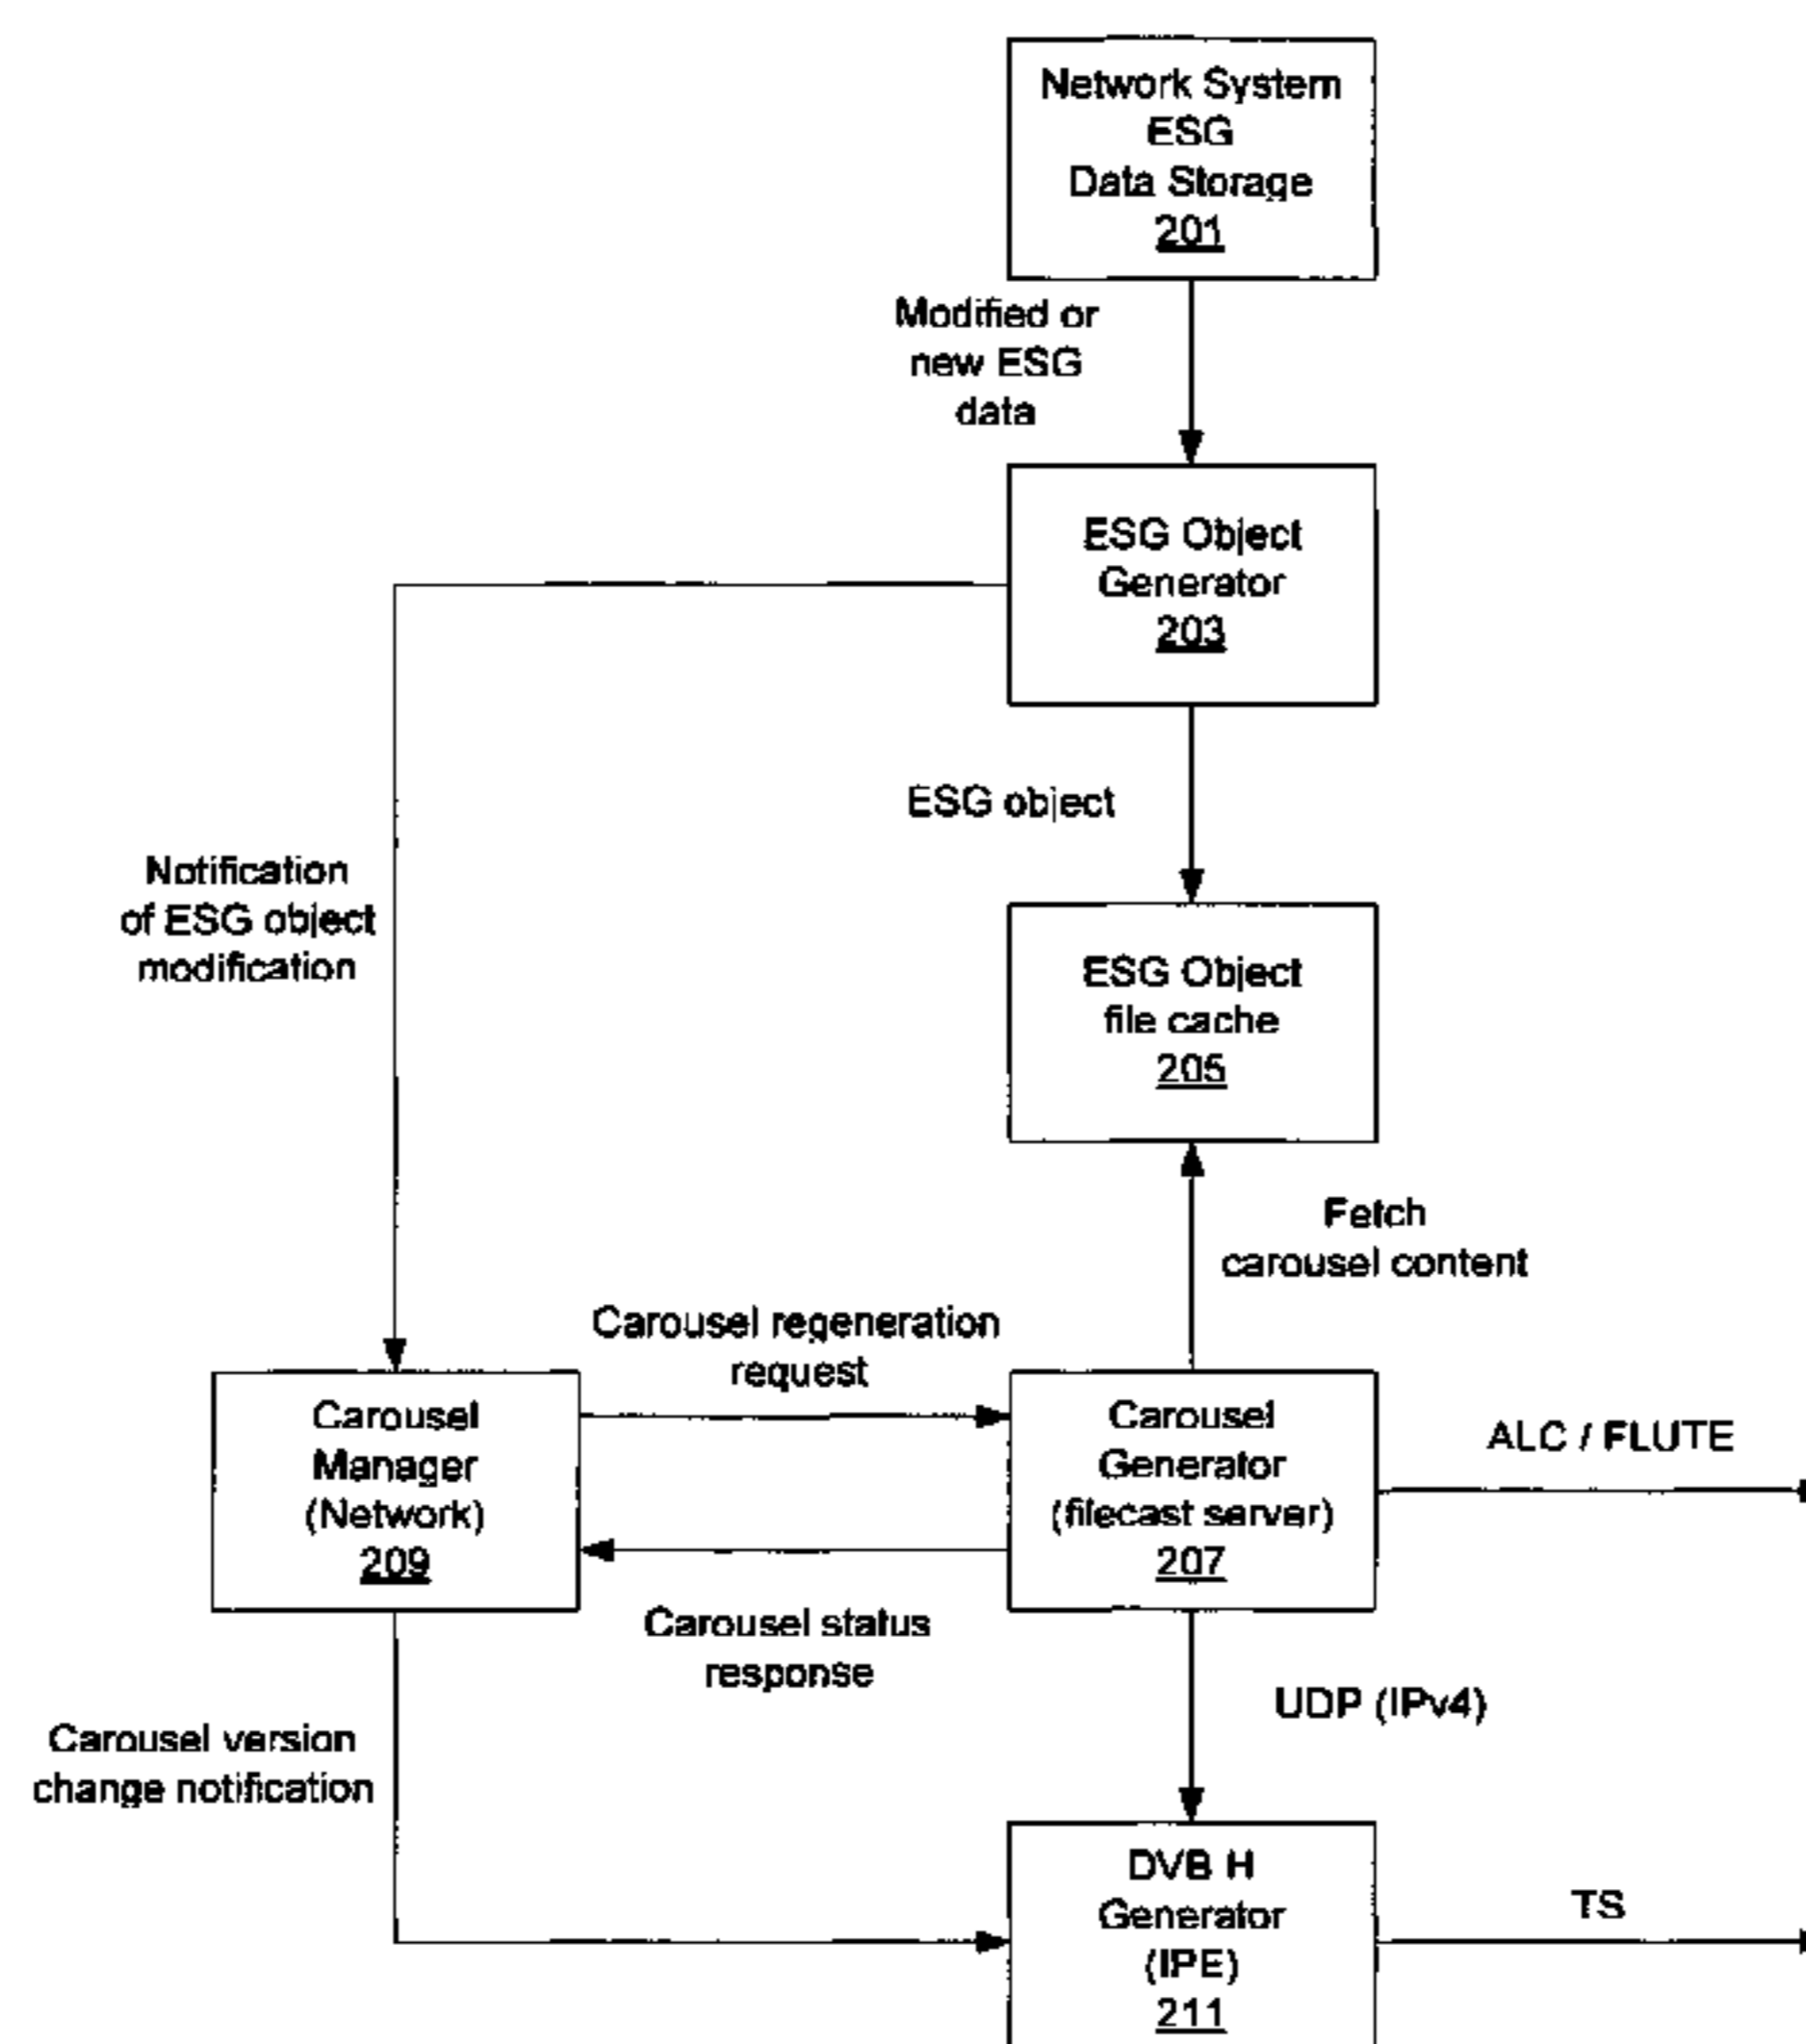 Network System
ESG
Data Storage
201
Modified or
new ESG
data
ESG Object
Generator
203
ESG object
Notification
of ESG object
modification
ESG Object
file cache
205
Fetch
carousel content
Carousel regeneration
request
Carousel
Manager
(Network)
209
Carousel
Generator
(filecast server)
207
ALC / FLUTE
Carousel status
response
UDP (IPv4)
Carousel version
change notification
DVB H
Generator
(IPE)
211
TS